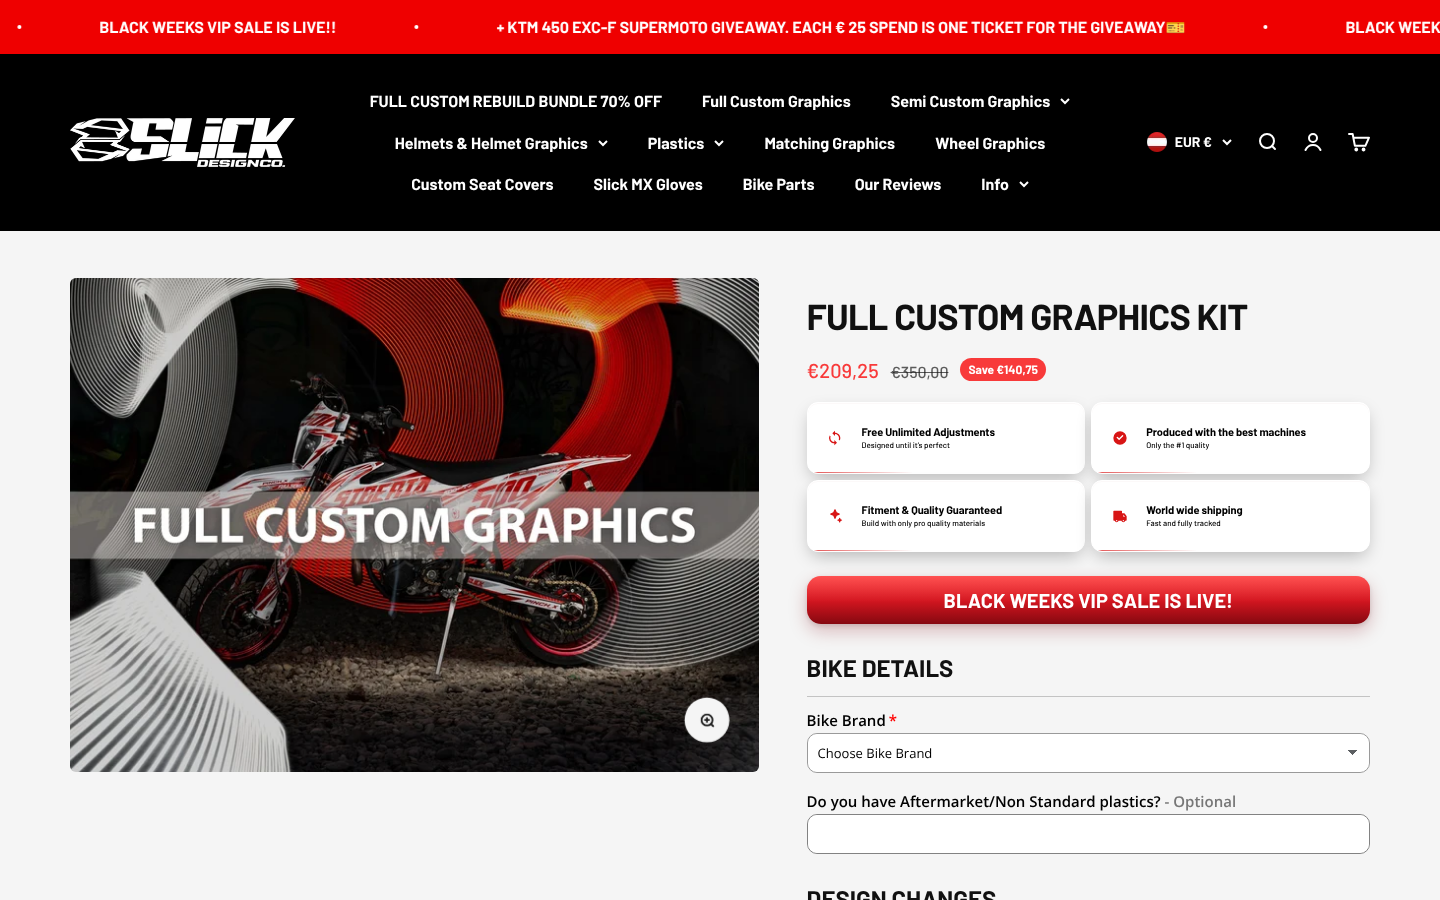 BLACK WEEKS VIP SALE IS LIVE!!
+ KTM 450 EXC-F SUPERMOTO GIVEAWAY. EACH € 25 SPEND IS ONE TICKET FOR THE GIVEAWAY🎫
BLACK WEEK
FULL CUSTOM REBUILD BUNDLE 70% OFF
Full Custom Graphics
Semi Custom Graphics
SLICK
DESIGNCO.
Helmets & Helmet Graphics
Plastics
Matching Graphics
Wheel Graphics
EUR €
Custom Seat Covers
Slick MX Gloves
Bike Parts
Our Reviews
Info
FULL CUSTOM GRAPHICS
FULL CUSTOM GRAPHICS KIT
€209,25 €350,00 Save €140,75
Free Unlimited Adjustments
Designed until it's perfect
Produced with the best machines
Only the #1 quality
Fitment & Quality Guaranteed
Build with only pro quality materials
World wide shipping
Fast and fully tracked
BLACK WEEKS VIP SALE IS LIVE!
BIKE DETAILS
Bike Brand *
Choose Bike Brand
Do you have Aftermarket/Non Standard plastics? - Optional
DESIGN CHANGES